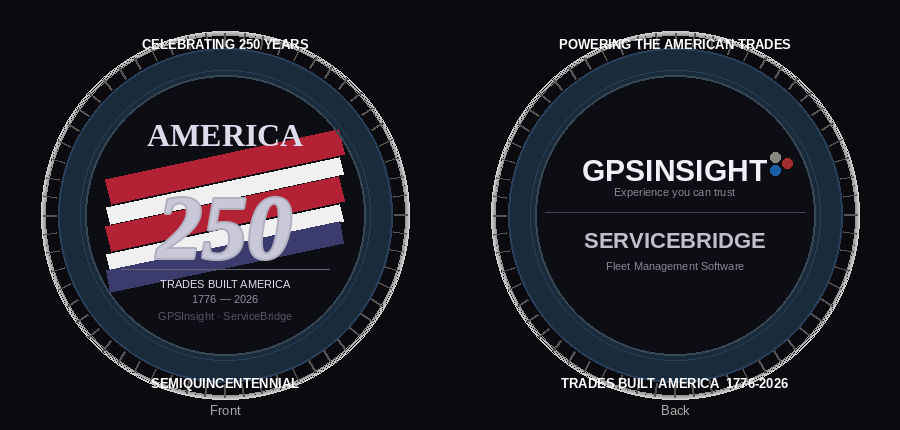 CELEBRATING 250 YEARS
AMERICA
250
TRADES BUILT AMERICA
1776 — 2026
GPSInsight · ServiceBridge
SEMIQUINCENTENNIAL
Front
POWERING THE AMERICAN TRADES
GPSINSIGHT
Experience you can trust
SERVICEBRIDGE
Fleet Management Software
TRADES BUILT AMERICA 1776-2026
Back